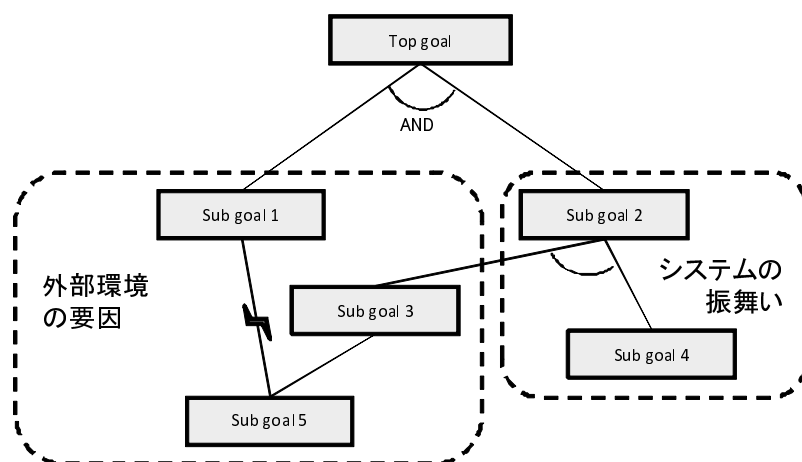 Top goal
AND
Sub goal 1
Sub goal 2
外部環境
の要因
システムの
振舞い
Sub goal 3
Sub goal 4
Sub goal 5